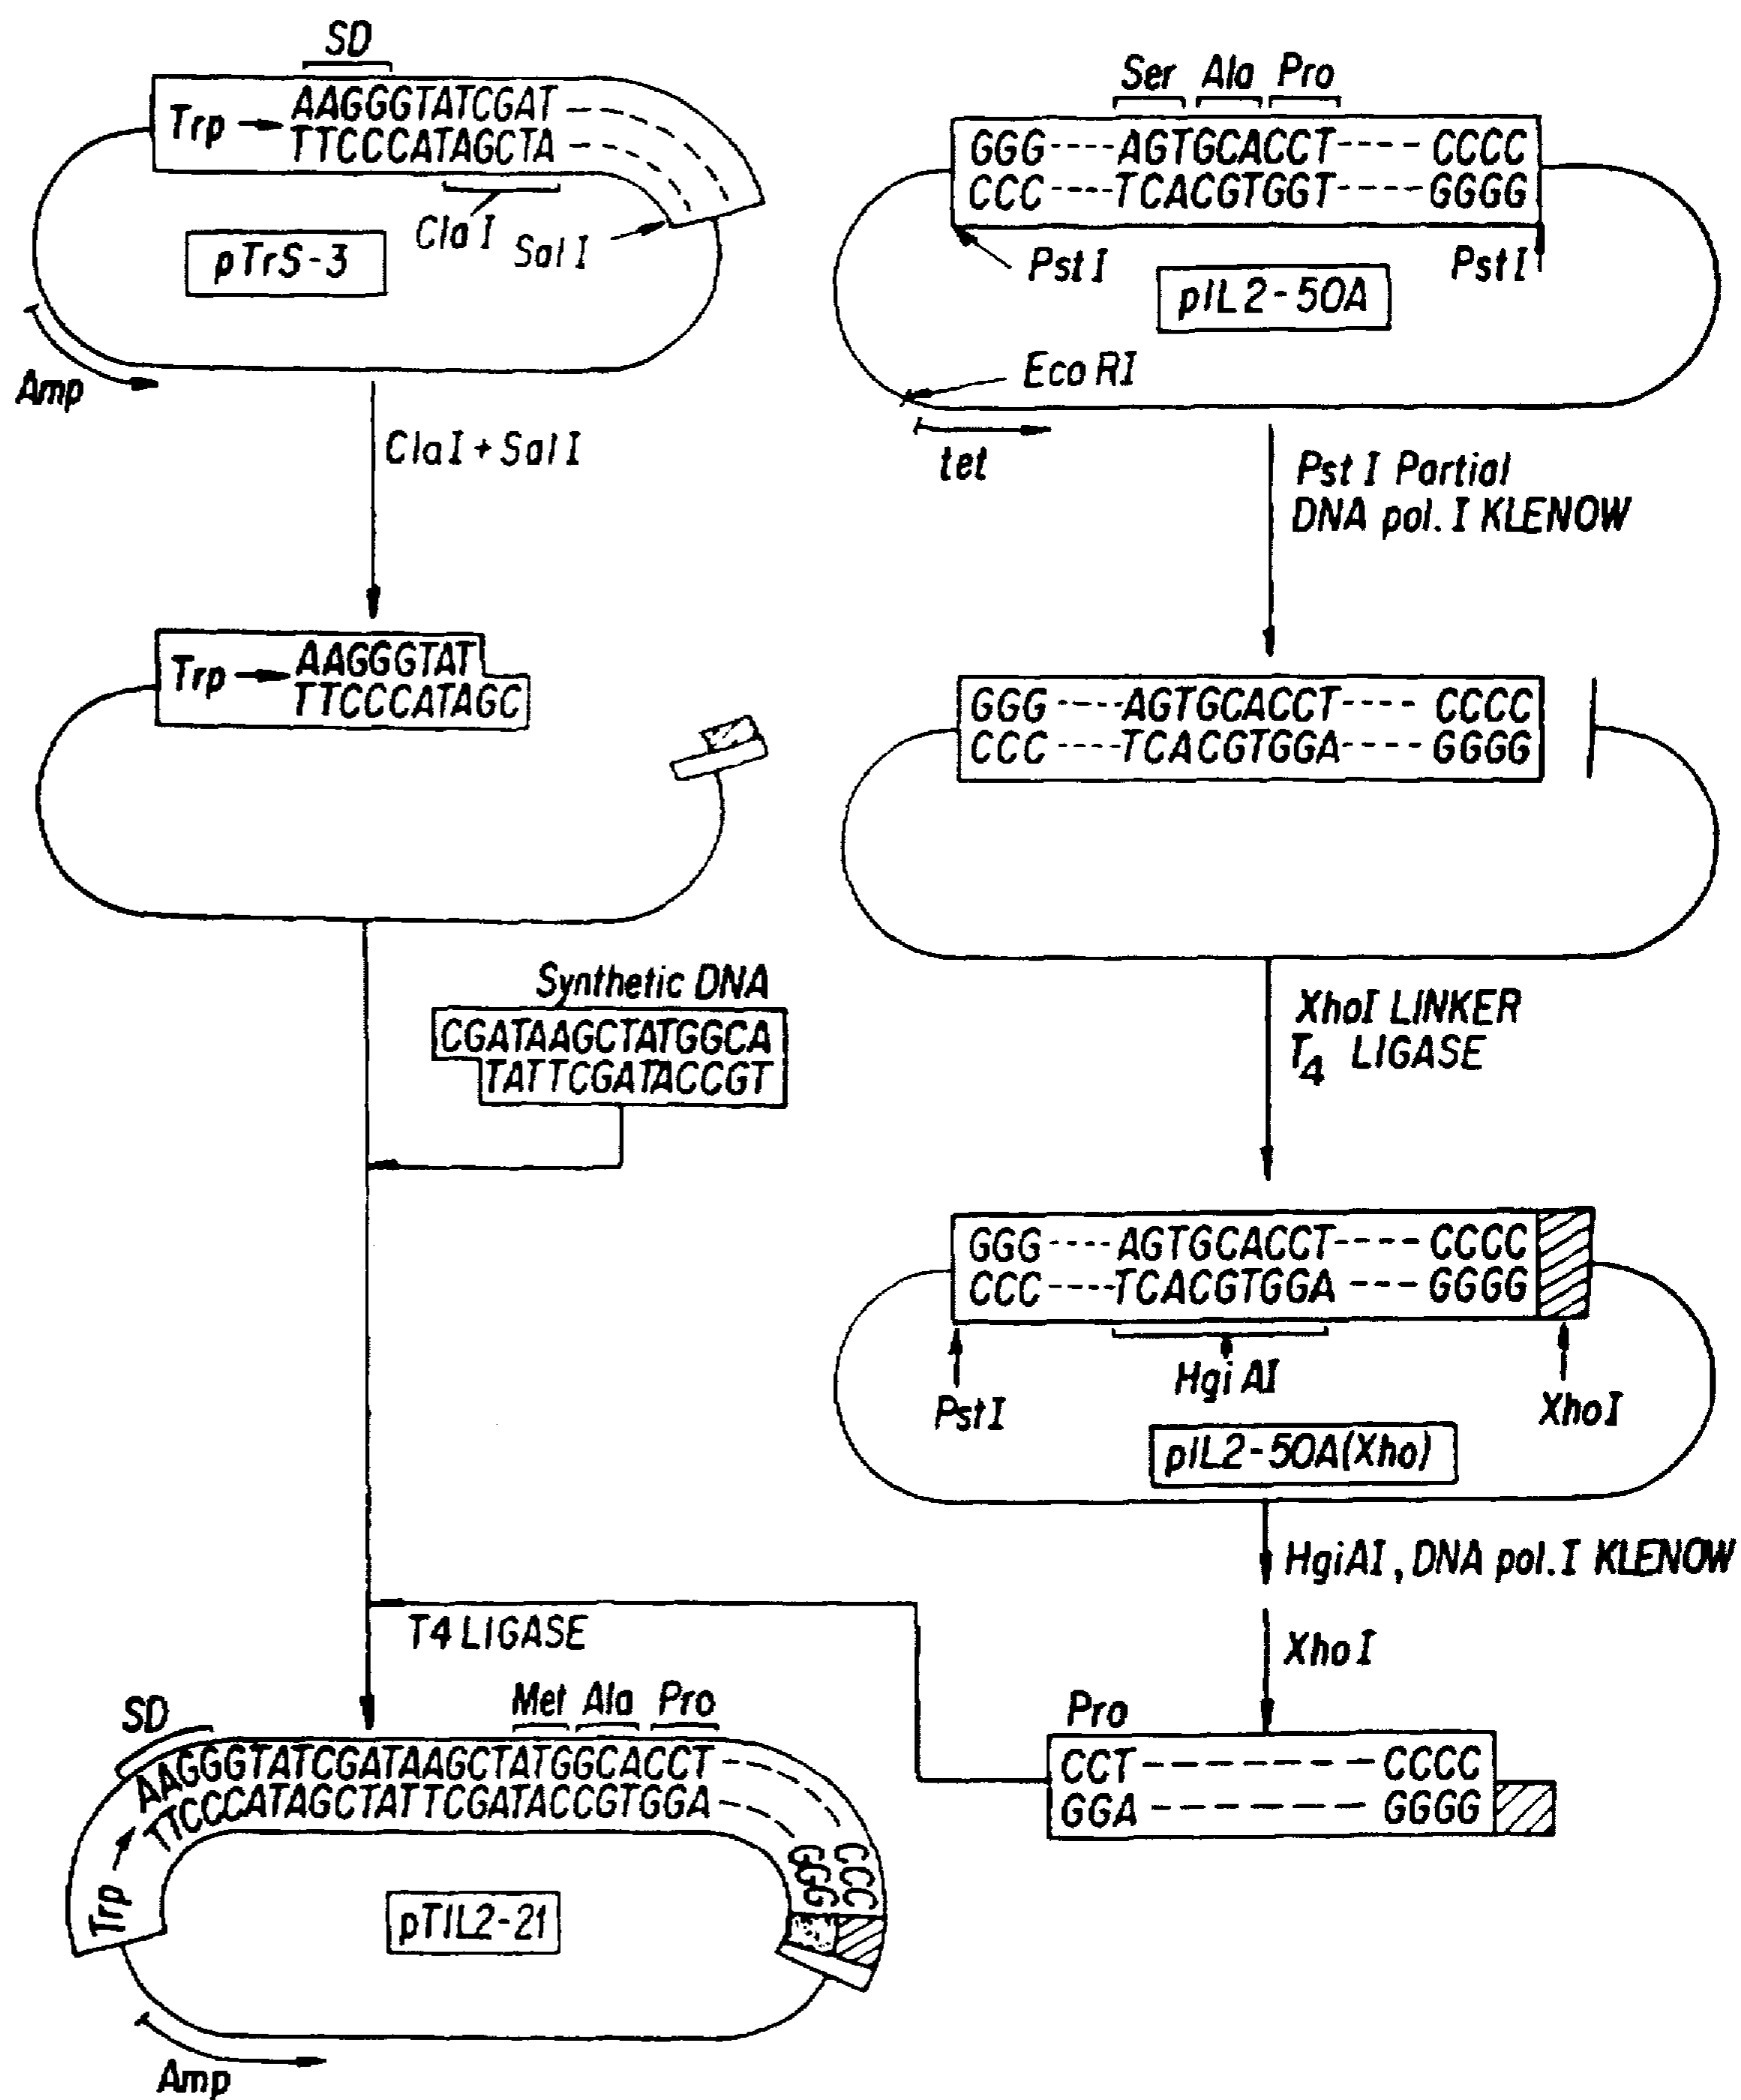 SD
Trp → AAGGGTATCGAT ----
TTCCCATAGCTA ----
Cla I
Sal I
pTrS-3
Amp
Cla I + Sal I
Trp → AAGGGTAT
TTCCCATAGC
Synthetic DNA
CGATAAGCTATGGCA
TATTCGATACCGT
T4 LIGASE
SD
Met Ala Pro
AAGGGTATCGATAAGCTATGGCACCT ---- CCC
TTCCCATAGCTATTCGATACCGTGGA ---- GGG
Trp →
pTIL2-21
Amp
Ser Ala Pro
GGG ---- AGTGCACCT ---- CCCC
CCC ---- TCACGTGGT ---- GGGG
Pst I
Pst I
pIL2-50A
Eco RI
tet
Pst I Partial
DNA pol. I KLENOW
GGG ---- AGTGCACCT ---- CCCC
CCC ---- TCACGTGGA ---- GGGG
XhoI LINKER
T4 LIGASE
GGG ---- AGTGCACCT ---- CCCC
CCC ---- TCACGTGGA ---- GGGG
Hgi AI
Pst I
Xho I
pIL2-50A(Xho)
HgiAI, DNA pol. I KLENOW
Xho I
Pro
CCT -------- CCCC
GGA -------- GGGG